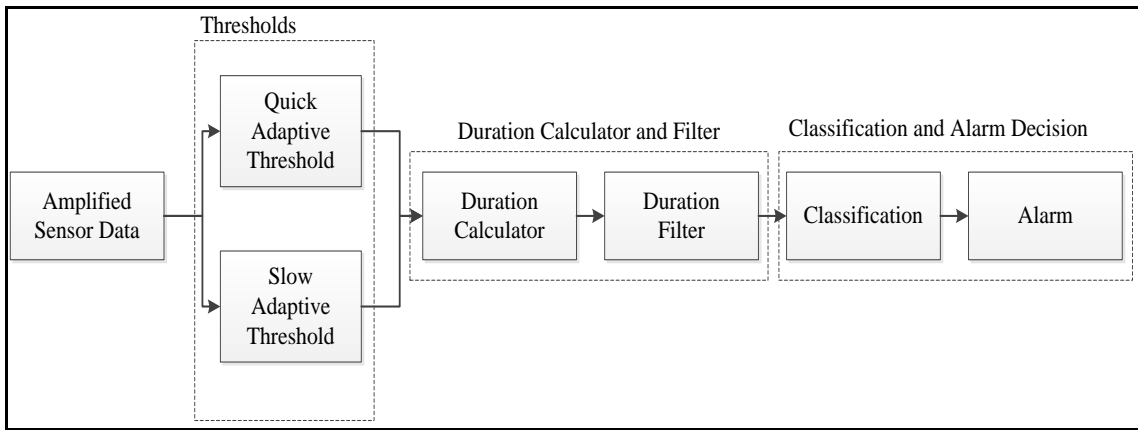 Thresholds
Quick
Adaptive
Threshold
Duration Calculator and Filter
Classification and Alarm Decision
Amplified
Sensor Data
Duration
Calculator
Duration
Filter
Classification
Alarm
Slow
Adaptive
Threshold